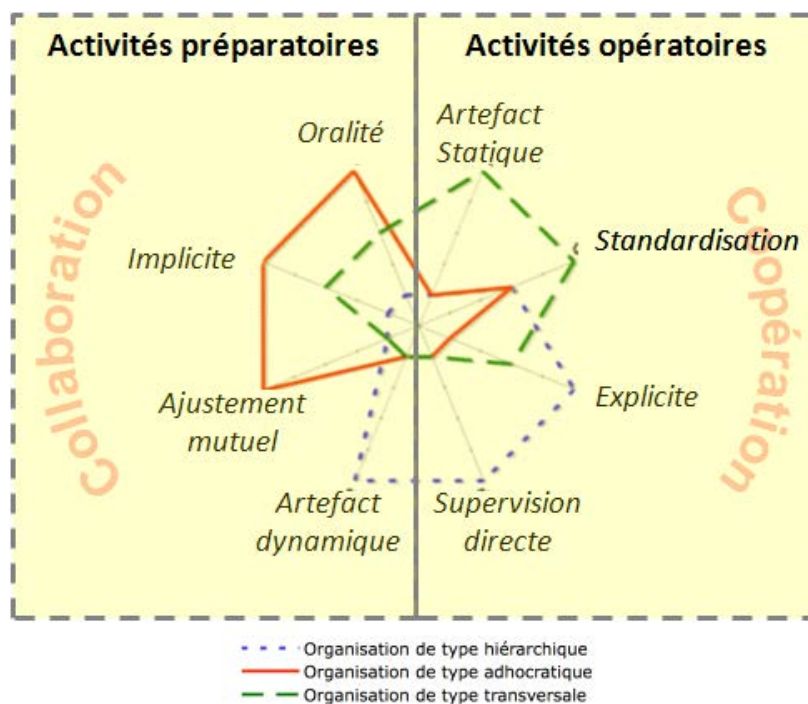 Activités préparatoires
Activités opératoires
Oralité
Artefact
Statique
Collaboration
Implicite
Standardisation
Coopération
Ajustement
mutuel
Explicite
Artefact
dynamique
Supervision
directe
Organisation de type hiérarchique
Organisation de type adhocratique
Organisation de type transversale